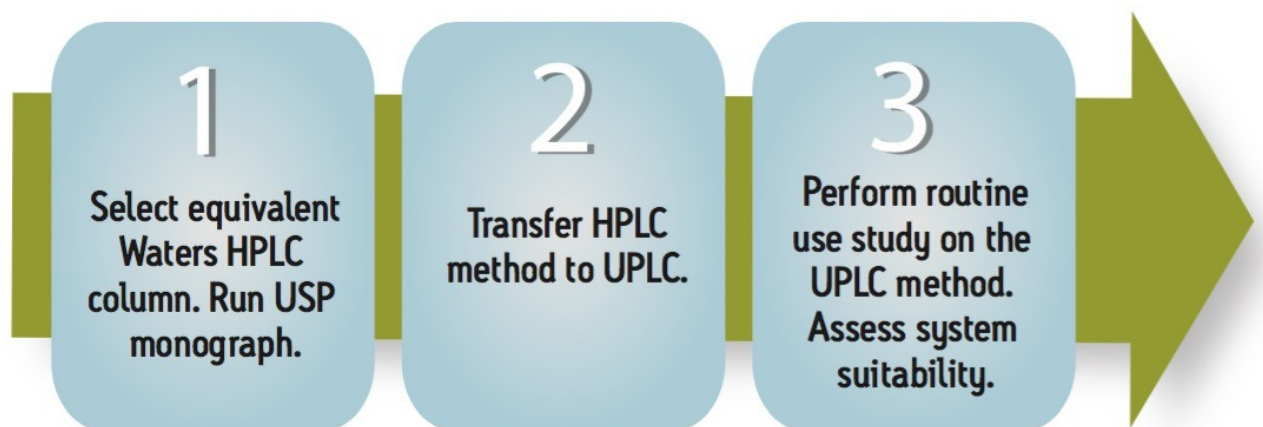 1
Select equivalent
Waters HPLC
column. Run USP
monograph.
2
Transfer HPLC
method to UPLC.
3
Perform routine
use study on the
UPLC method.
Assess system
suitability.